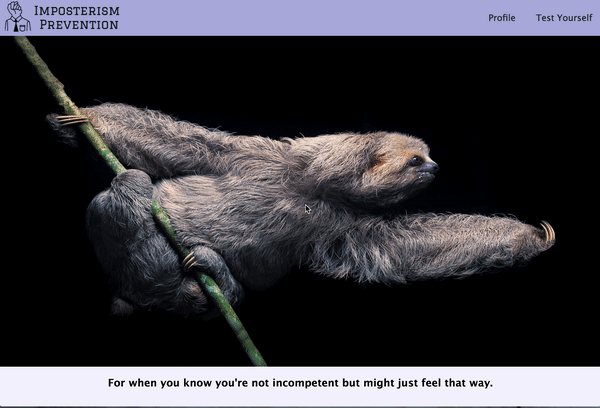 Imposterism
Prevention
Profile Test Yourself
For when you know you're not incompetent but might just feel that way.